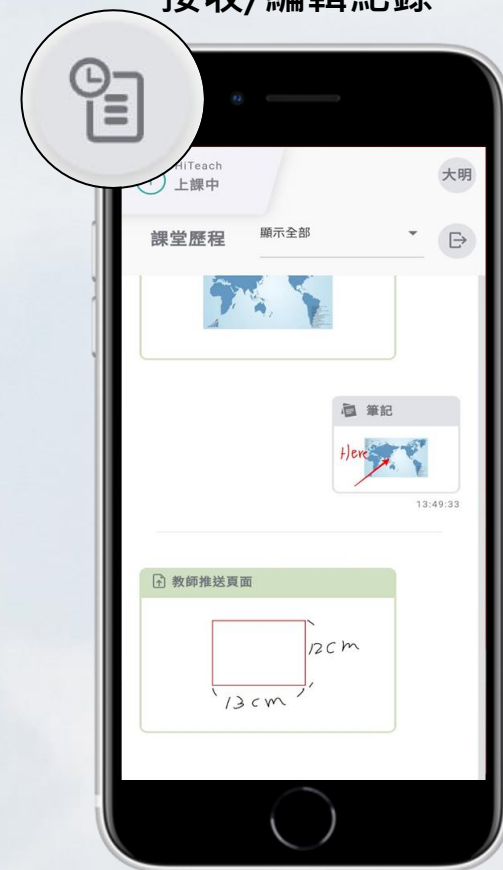 接收/編輯紀錄
HiTeach
上課中
大明
課堂歷程
顯示全部
筆記
Here
13:49:33
教師推送頁面
12cm
13cm